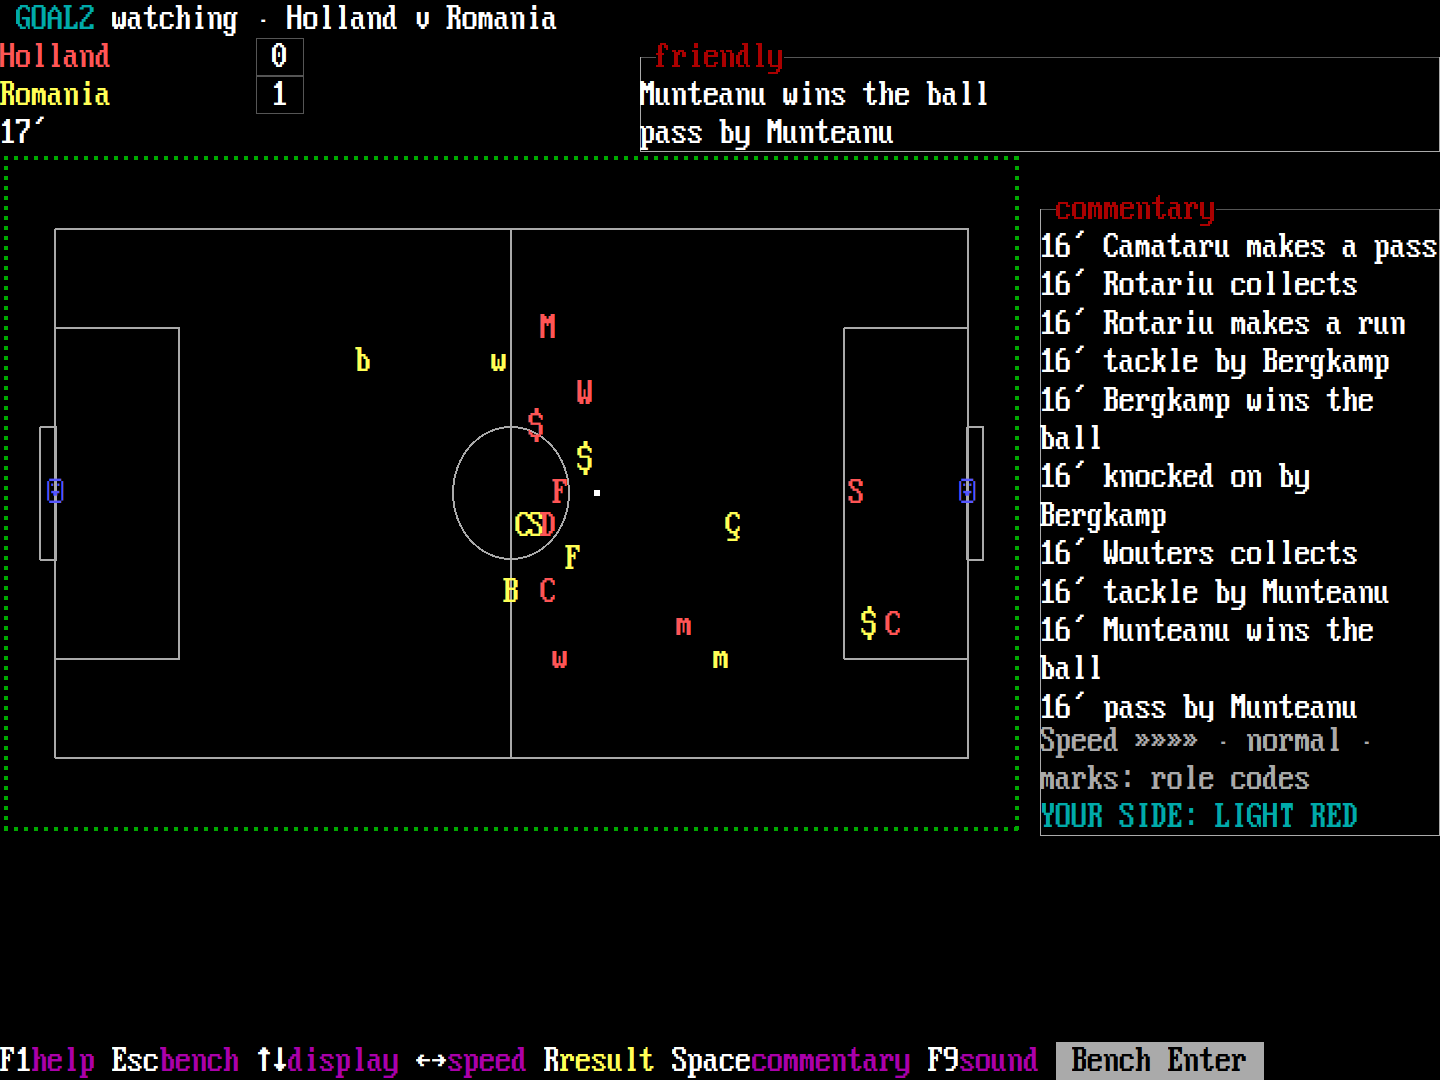 GOAL2 watching · Holland v Romania
Holland 0
Romania 1
17´
friendly
Munteanu wins the ball
pass by Munteanu
commentary
16´ Camataru makes a pass
16´ Rotariu collects
16´ Rotariu makes a run
16´ tackle by Bergkamp
16´ Bergkamp wins the
ball
16´ knocked on by
Bergkamp
16´ Wouters collects
16´ tackle by Munteanu
16´ Munteanu wins the
ball
16´ pass by Munteanu
Speed »»»» · normal ·
marks: role codes
YOUR SIDE: LIGHT RED
M
b w
W
$
$
F S
CSD Ç
F
B C
m $ C
w m
F1help Escbench ↑↓display ↔speed Rresult Spacecommentary F9sound Bench Enter